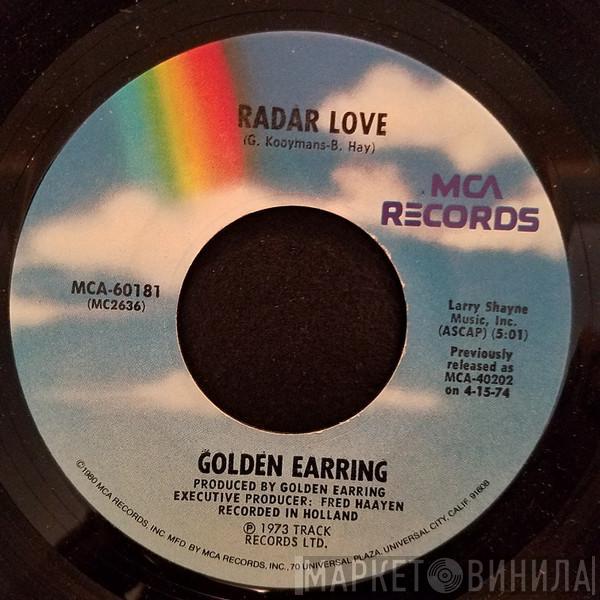 RADAR LOVE
(G. Kooymans-B. Hay)
MCA
RECORDS
MCA-60181
(MC2636)
Larry Shayne
Music, Inc.
(ASCAP) (5:01)
Previously
released as
MCA-40202
on 4-15-74
GOLDEN EARRING
PRODUCED BY GOLDEN EARRING
EXECUTIVE PRODUCER: FRED HAAYEN
RECORDED IN HOLLAND
Ⓟ 1973 TRACK
RECORDS LTD.
©1980 MCA RECORDS, INC. MFD BY MCA RECORDS, INC., 70 UNIVERSAL PLAZA, UNIVERSAL CITY, CALIF. 91608
МАРКЕТ ВИНИЛА